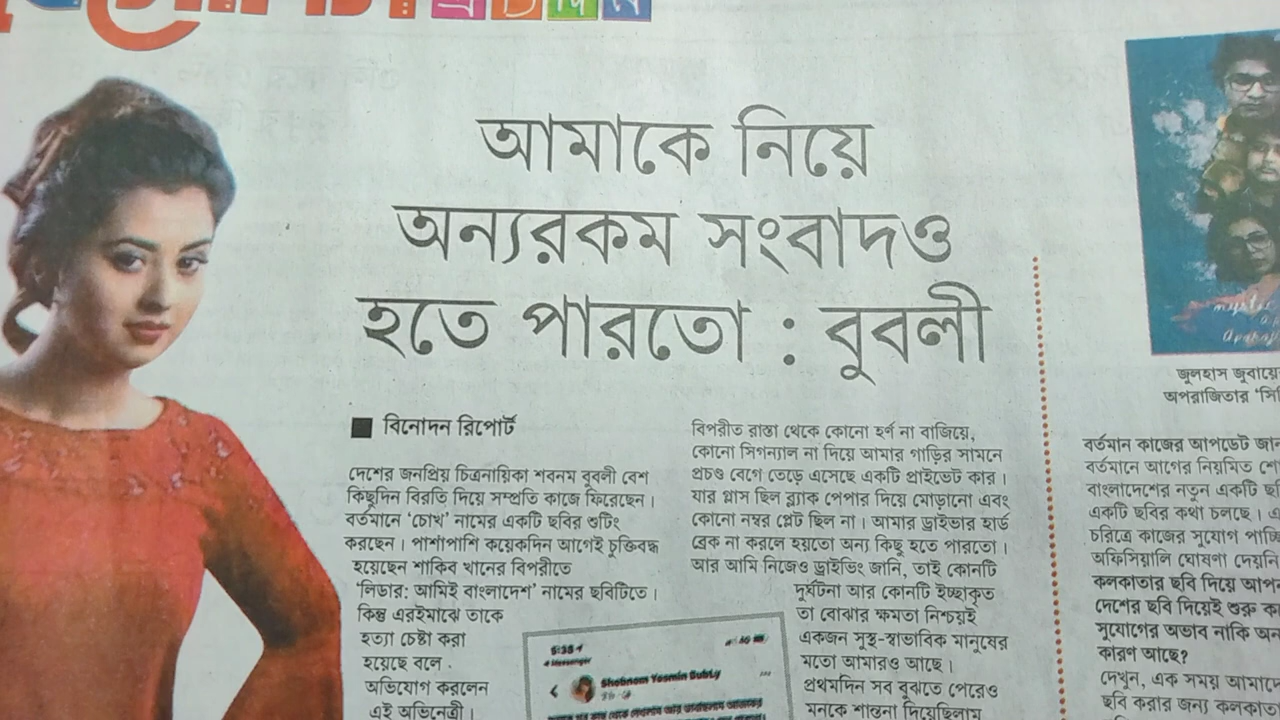 আমাকে নিয়ে
অন্যরকম সংবাদও
হতে পারতো : বুবলী
■ বিনোদন রিপোর্ট
দেশের জনপ্রিয় চিত্রনায়িকা শবনম বুবলী বেশ
কিছুদিন বিরতি দিয়ে সম্প্রতি কাজে ফিরেছেন।
বর্তমানে ‘চোখ’ নামের একটি ছবির শুটিং
করছেন। পাশাপাশি কয়েকদিন আগেই চুক্তিবদ্ধ
হয়েছেন শাকিব খানের বিপরীতে
‘লিডার: আমিই বাংলাদেশ’ নামের ছবিটিতে।
কিন্তু এরইমাঝে তাকে
হত্যা চেষ্টা করা
হয়েছে বলে
অভিযোগ করলেন
এই অভিনেত্রী।
বিপরীত রাস্তা থেকে কোনো হর্ণ না বাজিয়ে,
কোনো সিগন্যাল না দিয়ে আমার গাড়ির সামনে
প্রচণ্ড বেগে তেড়ে এসেছে একটি প্রাইভেট কার।
যার গ্লাস ছিল ব্ল্যাক পেপার দিয়ে মোড়ানো এবং
কোনো নম্বর প্লেট ছিল না। আমার ড্রাইভার হার্ড
ব্রেক না করলে হয়তো অন্য কিছু হতে পারতো।
আর আমি নিজেও ড্রাইভিং জানি, তাই কোনটি
দুর্ঘটনা আর কোনটি ইচ্ছাকৃত
তা বোঝার ক্ষমতা নিশ্চয়ই
একজন সুস্থ-স্বাভাবিক মানুষের
মতো আমারও আছে।
প্রথমদিন সব বুঝতে পেরেও
মনকে শান্তনা দিয়েছিলাম
5:35
Messenger
Shobnom Yesmin Bubly
জুলহাস জুবায়ে
অপরাজিতার ‘সি
বর্তমান কাজের আপডেট জা
বর্তমানে আগের নিয়মিত শে
বাংলাদেশের নতুন একটি ছ
একটি ছবির কথা চলছে।
চরিত্রে কাজের সুযোগ পাচ্ছি
অফিসিয়ালি ঘোষণা দেয়নি
কলকাতার ছবি দিয়ে আপ
দেশের ছবি দিয়েই শুরু ক
সুযোগের অভাব নাকি অন
কারণ আছে?
দেখুন, এক সময় আমাদে
ছবি করার জন্য কলকাত